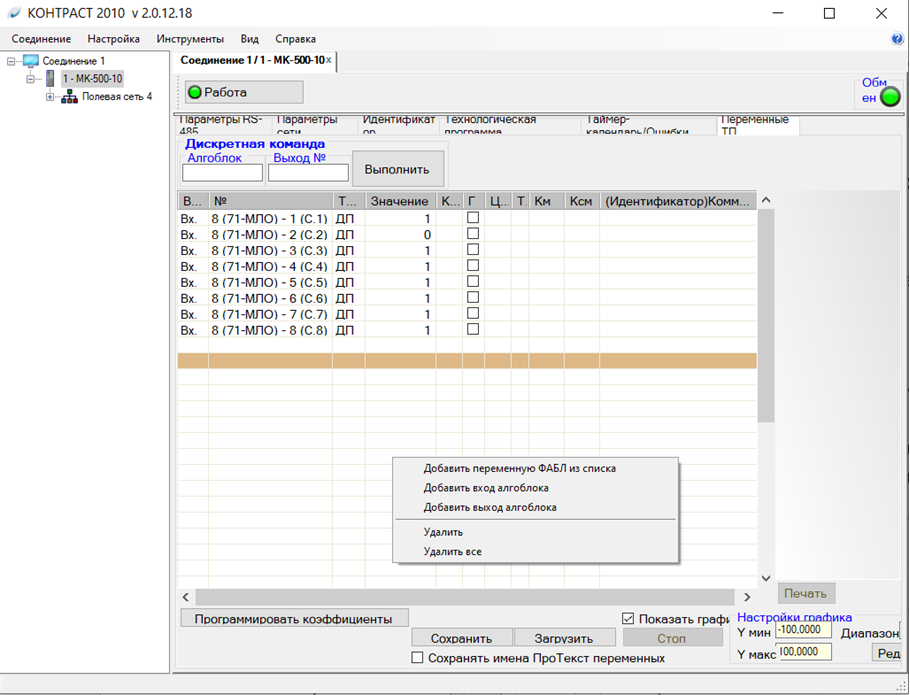 КОНТРАСТ 2010 v 2.0.12.18
Соединение Настройка Инструменты Вид Справка
Соединение 1
1 - МК-500-10
Полевая сеть 4
Соединение 1 / 1 - МК-500-10x
Работа
Обм
ен
Параметры RS-
485
Параметры
сети
Идентификат
ор
Технологическая
программа
Таймер-
календарь/Ошибки
Переменные
ТП
Дискретная команда
Алгоблок Выход №
Выполнить
В... № Т... Значение К... Г Ц... Т. Км Ксм (Идентификатор)Комм...
Вх. 8 (71-МЛО) - 1 (С.1) ДП 1
Вх. 8 (71-МЛО) - 2 (С.2) ДП 0
Вх. 8 (71-МЛО) - 3 (С.3) ДП 1
Вх. 8 (71-МЛО) - 4 (С.4) ДП 1
Вх. 8 (71-МЛО) - 5 (С.5) ДП 1
Вх. 8 (71-МЛО) - 6 (С.6) ДП 1
Вх. 8 (71-МЛО) - 7 (С.7) ДП 1
Вх. 8 (71-МЛО) - 8 (С.8) ДП 1
Добавить переменную ФАБЛ из списка
Добавить вход алгоблока
Добавить выход алгоблока
Удалить
Удалить все
Печать
Программировать коэффициенты
Показать графи
Настройки графика
Y мин -100,0000 Диапазон
Сохранить Загрузить Стоп
Y макс 100,0000 Ред
Сохранять имена ПроТекст переменных